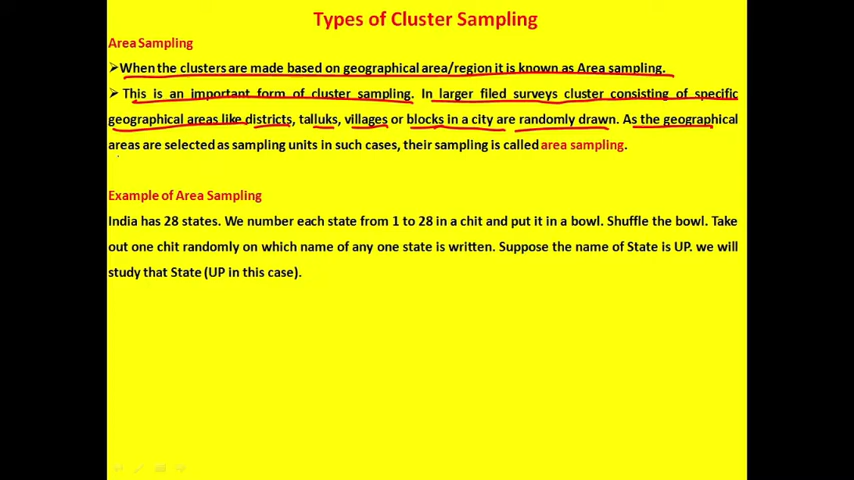 Types of Cluster Sampling
Area Sampling
➤When the clusters are made based on geographical area/region it is known as Area sampling.
➤ This is an important form of cluster sampling. In larger filed surveys cluster consisting of specific
geographical areas like districts, talluks, villages or blocks in a city are randomly drawn. As the geographical
areas are selected as sampling units in such cases, their sampling is called area sampling.
Example of Area Sampling
India has 28 states. We number each state from 1 to 28 in a chit and put it in a bowl. Shuffle the bowl. Take
out one chit randomly on which name of any one state is written. Suppose the name of State is UP. we will
study that State (UP in this case).